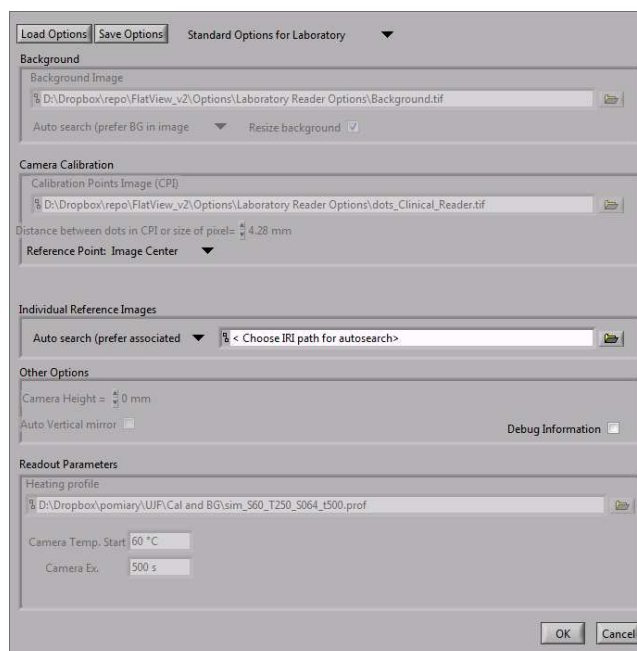 Load Options Save Options Standard Options for Laboratory
Background
Background Image
D:\Dropbox\repo\FlatView_v2\Options\Laboratory Reader Options\Background.tif
Auto search (prefer BG in image Resize background
Camera Calibration
Calibration Points Image (CPI)
D:\Dropbox\repo\FlatView_v2\Options\Laboratory Reader Options\dots_Clinical_Reader.tif
Distance between dots in CPI or size of pixel= 4.28 mm
Reference Point: Image Center
Individual Reference Images
Auto search (prefer associated < Choose IRI path for autosearch>
Other Options
Camera Height = 0 mm
Auto Vertical mirror Debug Information
Readout Parameters
Heating profile
D:\Dropbox\pomiary\UJF\Cal and BG\sim_S60_T250_S064_t500.prof
Camera Temp. Start 60 °C
Camera Ex. 500 s
OK Cancel